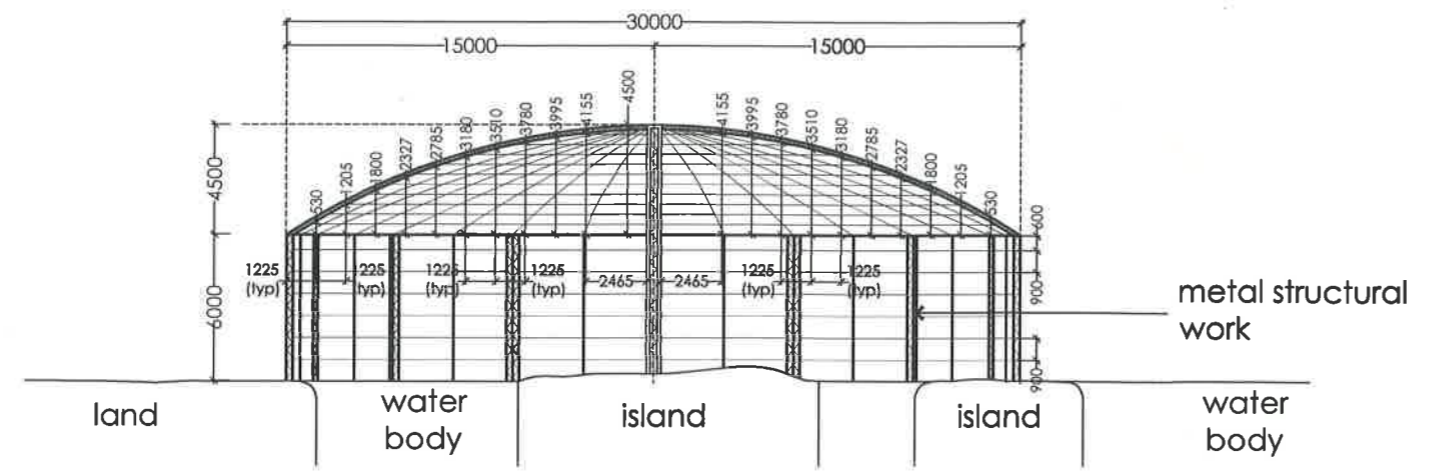 30000
15000 15000
4500
530 1205 1800 2327 2785 3180 3510 3780 3995 4155 4500 4155 3995 3780 3510 3180 2785 2327 1800 1205 530
600
6000
1225 (typ)
1225 (typ)
1225 (typ)
1225 (typ)
2465 2465
1225 (typ)
1225 (typ)
900
900
metal structural
work
land
water
body
island
island
water
body